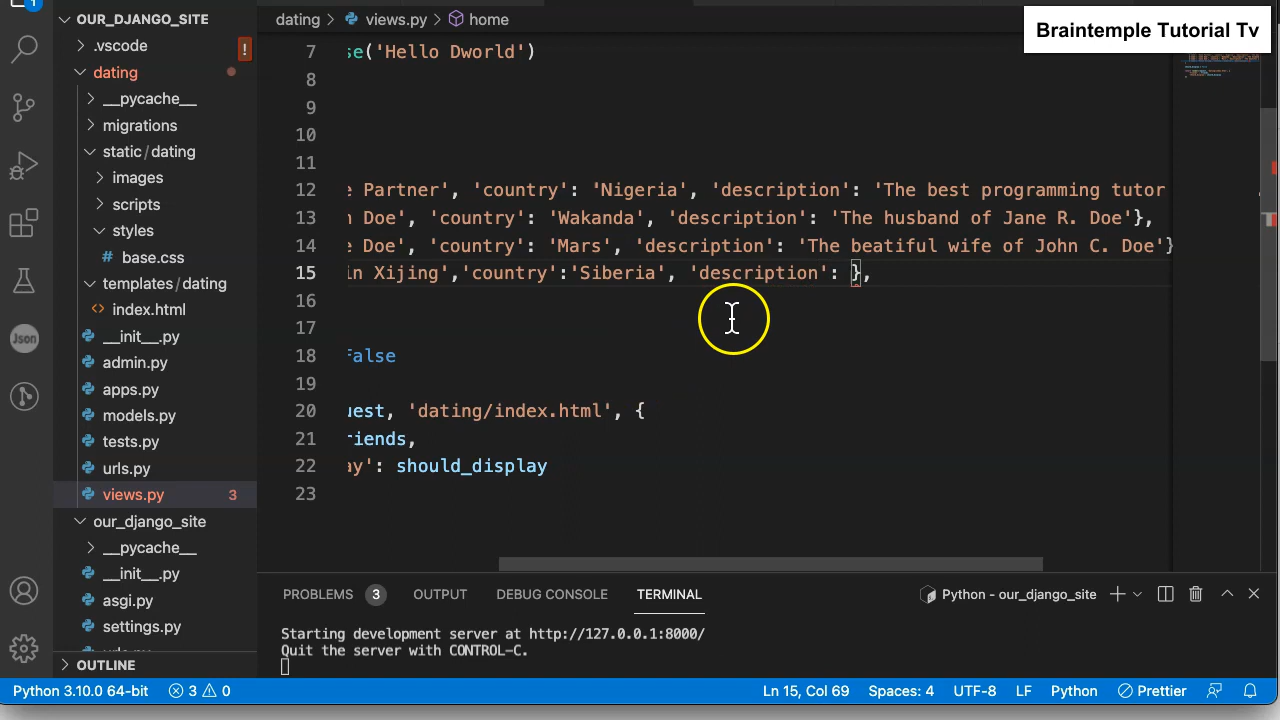 OUR_DJANGO_SITE
dating
views.py
home
Braintemple Tutorial Tv
1
.vscode
!
dating
__pycache__
migrations
static/dating
images
scripts
styles
base.css
templates/dating
index.html
__init__.py
admin.py
apps.py
models.py
tests.py
urls.py
views.py 3
our_django_site
__pycache__
__init__.py
asgi.py
settings.py
OUTLINE
Json
7 se('Hello Dworld')
8
9
10
11
12 e Partner', 'country': 'Nigeria', 'description': 'The best programming tutor
13 n Doe', 'country': 'Wakanda', 'description': 'The husband of Jane R. Doe'},
14 e Doe', 'country': 'Mars', 'description': 'The beatiful wife of John C. Doe'}
15 in Xijing','country':'Siberia', 'description': },
16
17
18 False
19
20 uest, 'dating/index.html', {
21 riends,
22 ay': should_display
23
PROBLEMS 3 OUTPUT DEBUG CONSOLE TERMINAL Python - our_django_site
Starting development server at http://127.0.0.1:8000/
Quit the server with CONTROL-C.
Python 3.10.0 64-bit 3 0 Ln 15, Col 69 Spaces: 4 UTF-8 LF Python Prettier